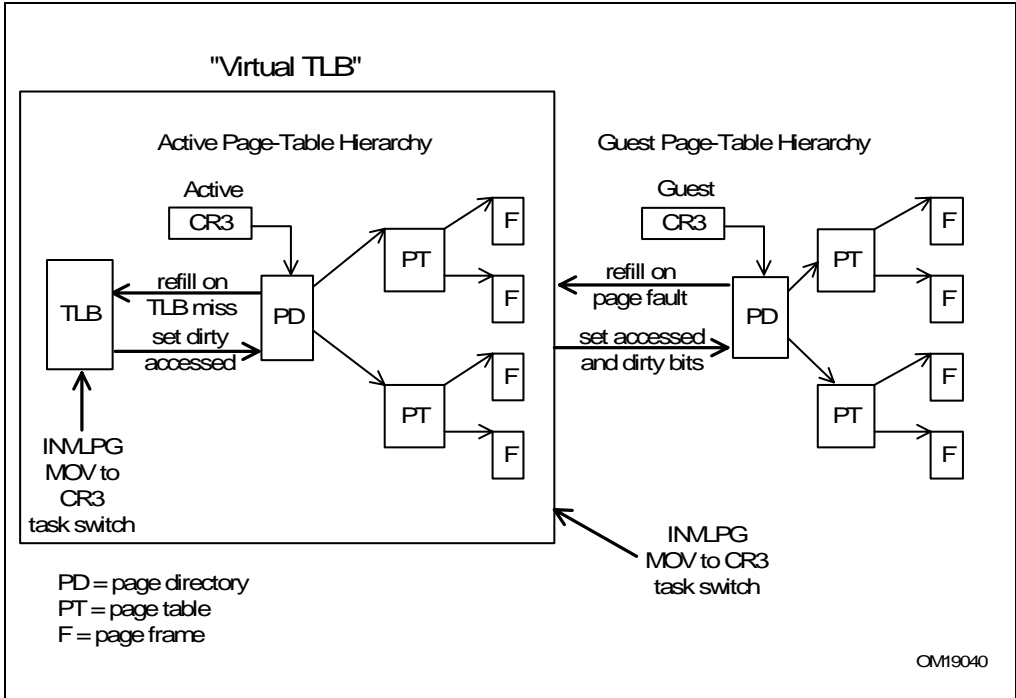 "Virtual TLB"
Active Page-Table Hierarchy
Guest Page-Table Hierarchy
Active
CR3
TLB
refill on
TLB miss
set dirty
accessed
PD
PT
F
F
PT
F
F
INVLPG
MOV to
CR3
task switch
Guest
CR3
refill on
page fault
set accessed
and dirty bits
PD
PT
F
F
PT
F
F
INVLPG
MOV to CR3
task switch
PD = page directory
PT = page table
F = page frame
OM19040